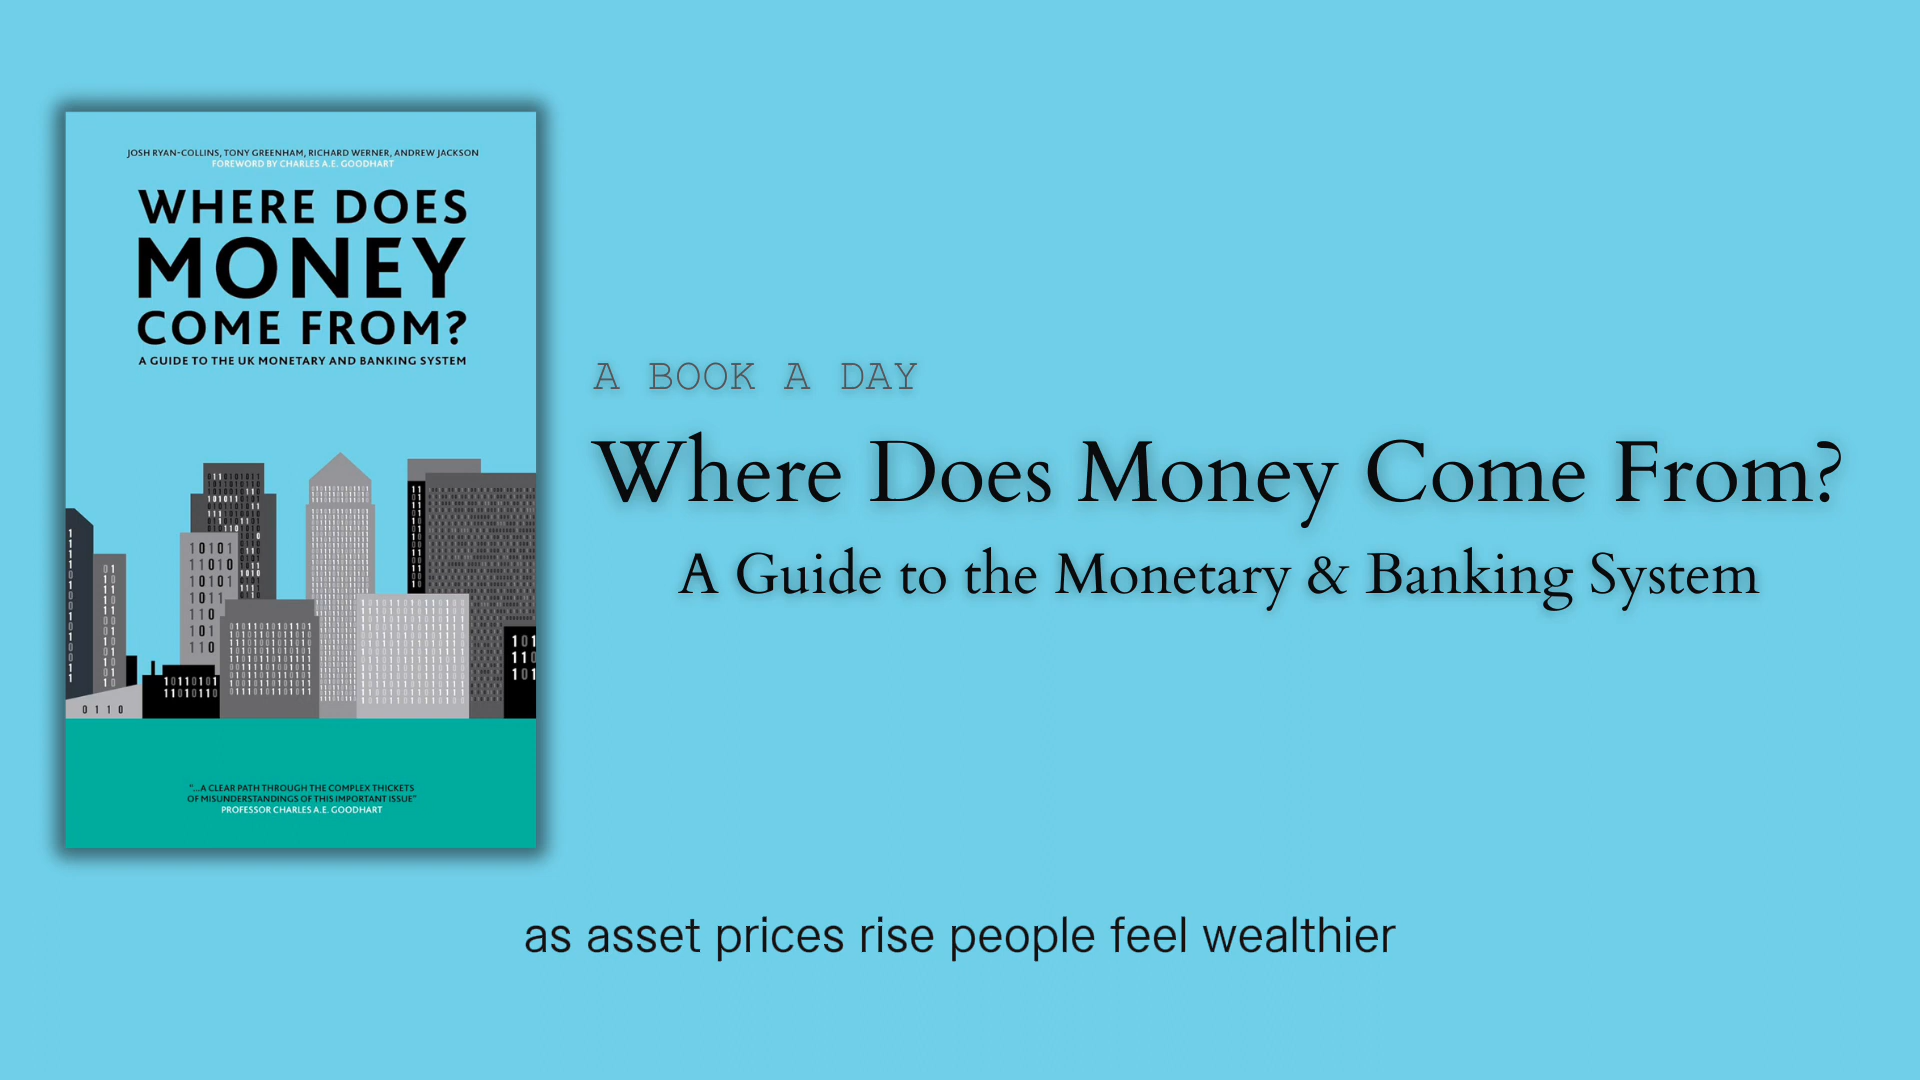 JOSH RYAN-COLLINS, TONY GREENHAM, RICHARD WERNER, ANDREW JACKSON
FOREWORD BY CHARLES A.E. GOODHART
WHERE DOES
MONEY
COME FROM?
A GUIDE TO THE UK MONETARY AND BANKING SYSTEM
"...A CLEAR PATH THROUGH THE COMPLEX THICKETS
OF MISUNDERSTANDINGS OF THIS IMPORTANT ISSUE"
PROFESSOR CHARLES A.E. GOODHART
A BOOK A DAY
Where Does Money Come From?
A Guide to the Monetary & Banking System
as asset prices rise people feel wealthier